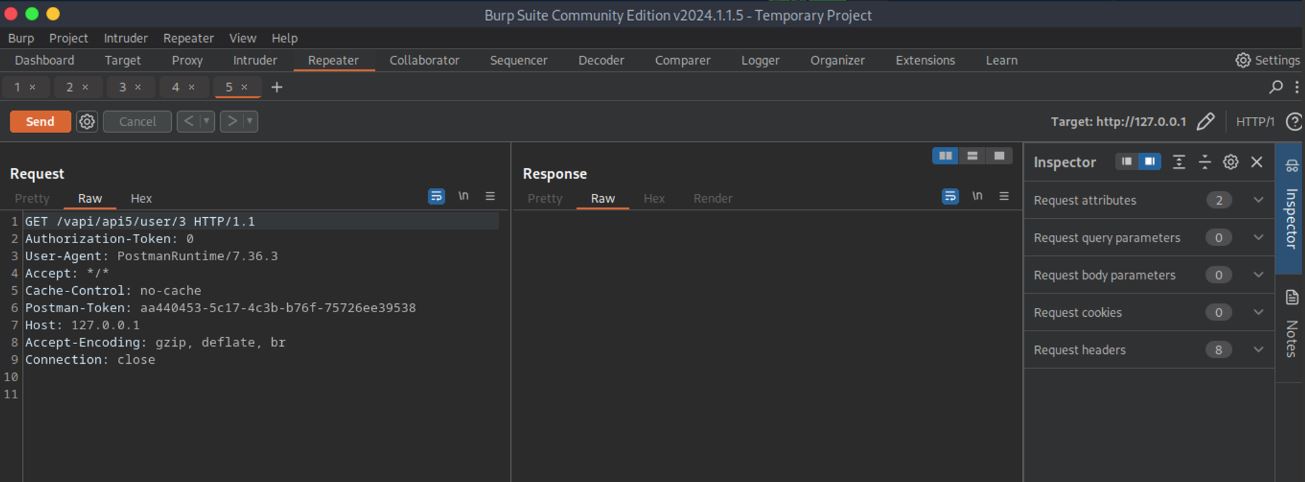 Burp Suite Community Edition v2024.1.1.5 - Temporary Project
Burp Project Intruder Repeater View Help
Dashboard Target Proxy Intruder Repeater Collaborator Sequencer Decoder Comparer Logger Organizer Extensions Learn Settings
1 × 2 × 3 × 4 × 5 × +
Send Cancel < > Target: http://127.0.0.1 HTTP/1 ?
Request
Pretty Raw Hex \n
1 GET /vapi/api5/user/3 HTTP/1.1
2 Authorization-Token: 0
3 User-Agent: PostmanRuntime/7.36.3
4 Accept: */*
5 Cache-Control: no-cache
6 Postman-Token: aa440453-5c17-4c3b-b76f-75726ee39538
7 Host: 127.0.0.1
8 Accept-Encoding: gzip, deflate, br
9 Connection: close
10
11
Response
Pretty Raw Hex Render \n
Inspector
Request attributes 2
Request query parameters 0
Request body parameters 0
Request cookies 0
Request headers 8
Inspector
Notes